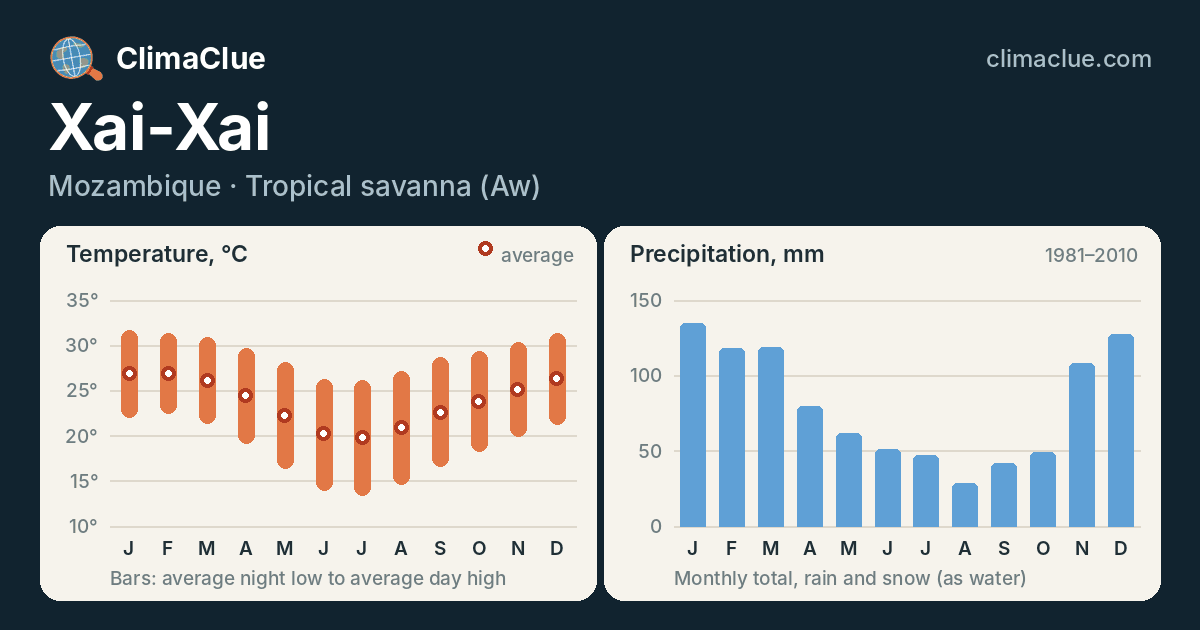 ClimaClue
climaclue.com
Xai-Xai
Mozambique · Tropical savanna (Aw)
Temperature, °C
average
35°
30°
25°
20°
15°
10°
J F M A M J J A S O N D
Bars: average night low to average day high
Precipitation, mm
1981–2010
150
100
50
0
J F M A M J J A S O N D
Monthly total, rain and snow (as water)